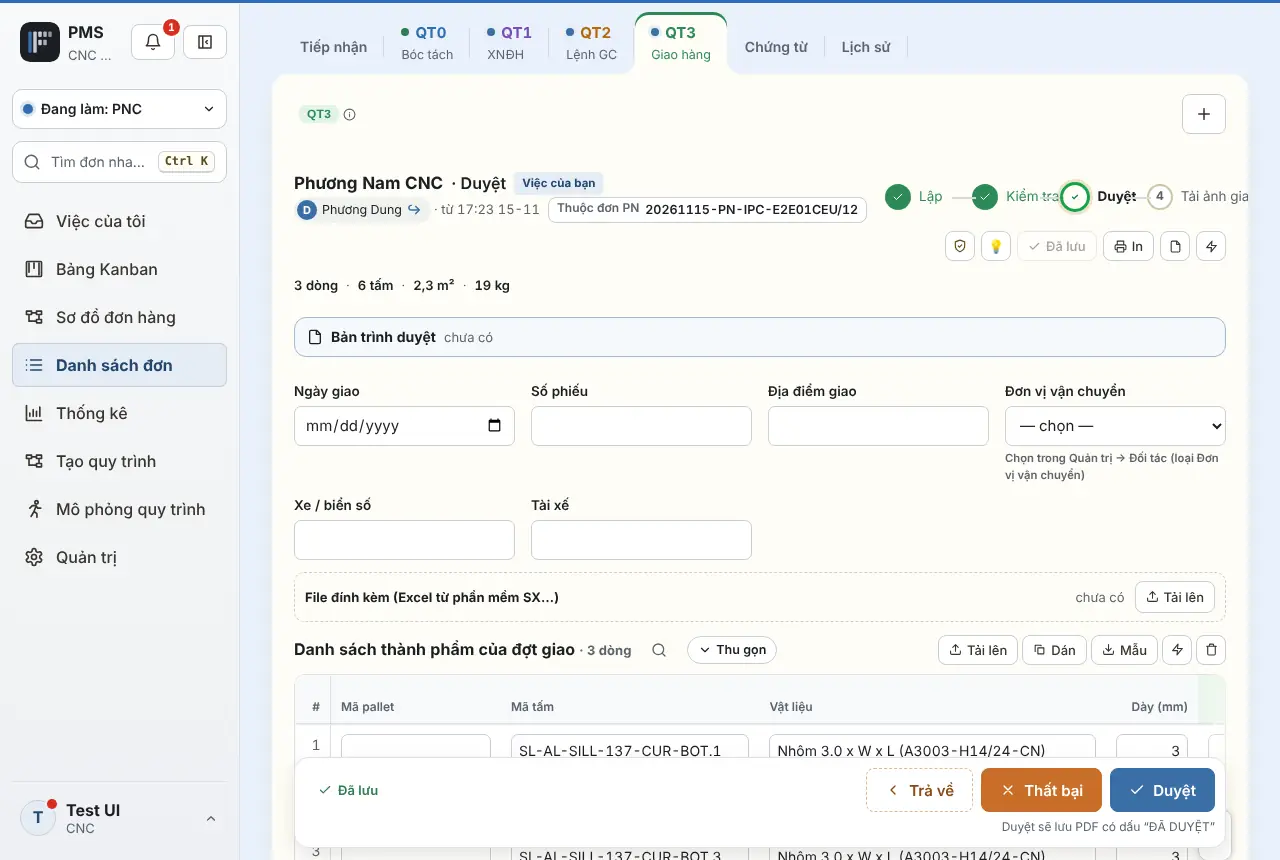 PMS
CNC ...
1
Đang làm: PNC
Tìm đơn nha...
Ctrl K
Việc của tôi
Bảng Kanban
Sơ đồ đơn hàng
Danh sách đơn
Thống kê
Tạo quy trình
Mô phỏng quy trình
Quản trị
T
Test UI
CNC
Tiếp nhận
QT0
Bóc tách
QT1
XNĐH
QT2
Lệnh GC
QT3
Giao hàng
Chứng từ
Lịch sử
QT3
Phương Nam CNC · Duyệt
Việc của bạn
D Phương Dung · từ 17:23 15-11
Thuộc đơn PN 20261115-PN-IPC-E2E01CEU/12
Lập
Kiểm tra
Duyệt
4 Tải ảnh gia
Đã lưu
In
3 dòng · 6 tấm · 2,3 m² · 19 kg
Bản trình duyệt chưa có
Ngày giao
Số phiếu
Địa điểm giao
Đơn vị vận chuyển
mm/dd/yyyy
— chọn —
Chọn trong Quản trị → Đối tác (loại Đơn
vị vận chuyển)
Xe / biển số
Tài xế
File đính kèm (Excel từ phần mềm SX...)
chưa có
Tải lên
Danh sách thành phẩm của đợt giao · 3 dòng
Thu gọn
Tải lên
Dán
Mẫu
# Mã pallet Mã tấm Vật liệu Dày (mm)
1 SL-AL-SILL-137-CUR-BOT.1 Nhôm 3.0 x W x L (A3003-H14/24-CN) 3
Đã lưu
Trả về
Thất bại
Duyệt
Duyệt sẽ lưu PDF có dấu “ĐÃ DUYỆT”
3 SL-AL-SILL-137-CUR-BOT.3 Nhôm 3.0 x W x L (A3003-H14/24-CN) 3